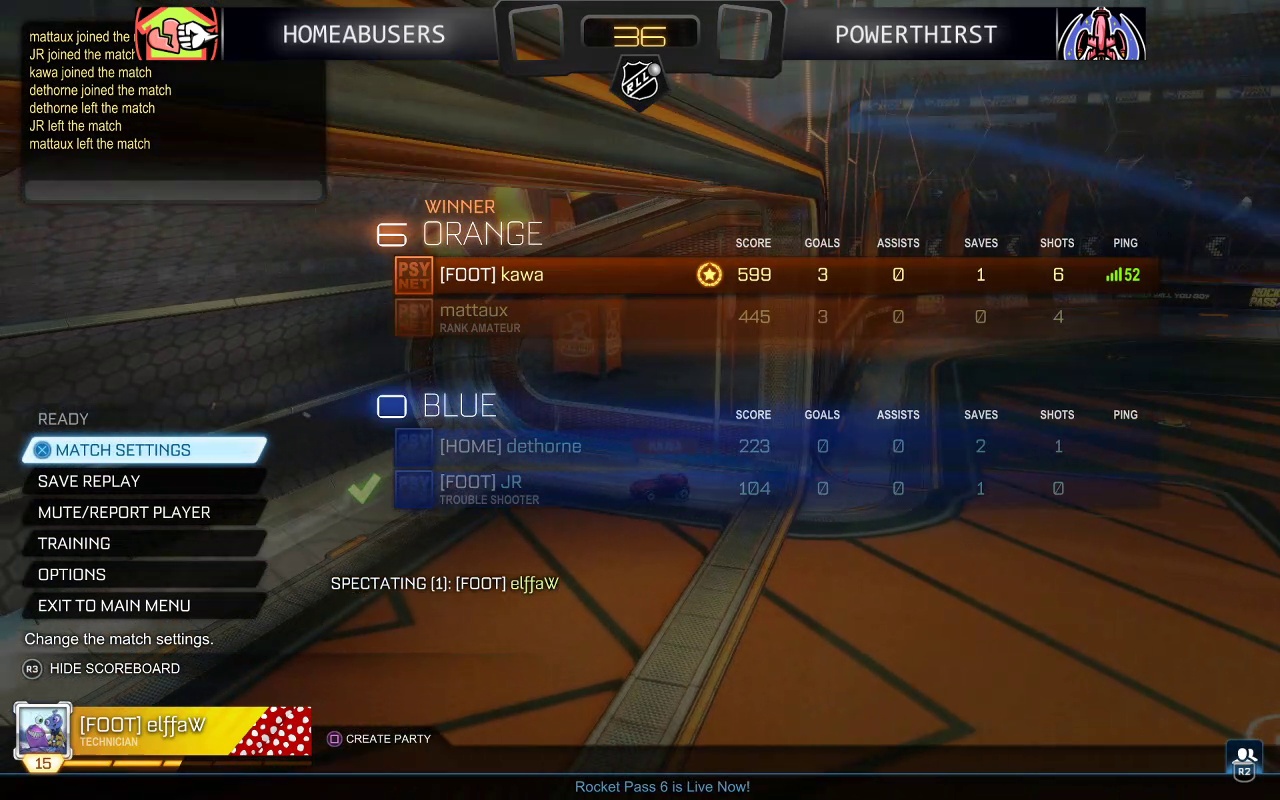 HOMEABUSERS
36
POWERTHIRST
RLL
mattaux joined the
JR joined the match
kawa joined the match
dethorne joined the match
dethorne left the match
JR left the match
mattaux left the match
WINNER
6 ORANGE
SCORE GOALS ASSISTS SAVES SHOTS PING
PSY NET [FOOT] kawa 599 3 0 1 6 52
mattaux 445 3 0 0 4
RANK AMATEUR
0 BLUE
SCORE GOALS ASSISTS SAVES SHOTS PING
[HOME] dethorne 223 0 0 2 1
[FOOT] JR 104 0 0 1 0
TROUBLE SHOOTER
SPECTATING (1): [FOOT] elffaW
READY
MATCH SETTINGS
SAVE REPLAY
MUTE/REPORT PLAYER
TRAINING
OPTIONS
EXIT TO MAIN MENU
Change the match settings.
R3 HIDE SCOREBOARD
[FOOT] elffaW
TECHNICIAN
15
CREATE PARTY
R2
Rocket Pass 6 is Live Now!